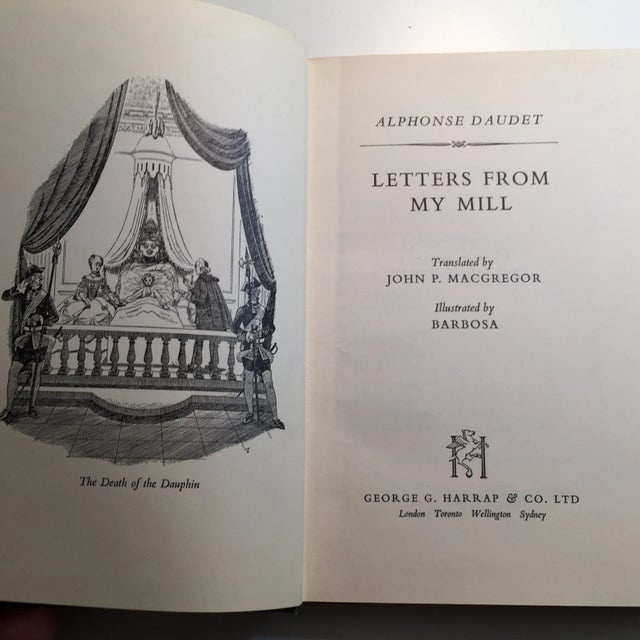 The Death of the Dauphin
ALPHONSE DAUDET
LETTERS FROM
MY MILL
Translated by
JOHN P. MACGREGOR
Illustrated by
BARBOSA
GEORGE G. HARRAP & CO. LTD
London Toronto Wellington Sydney